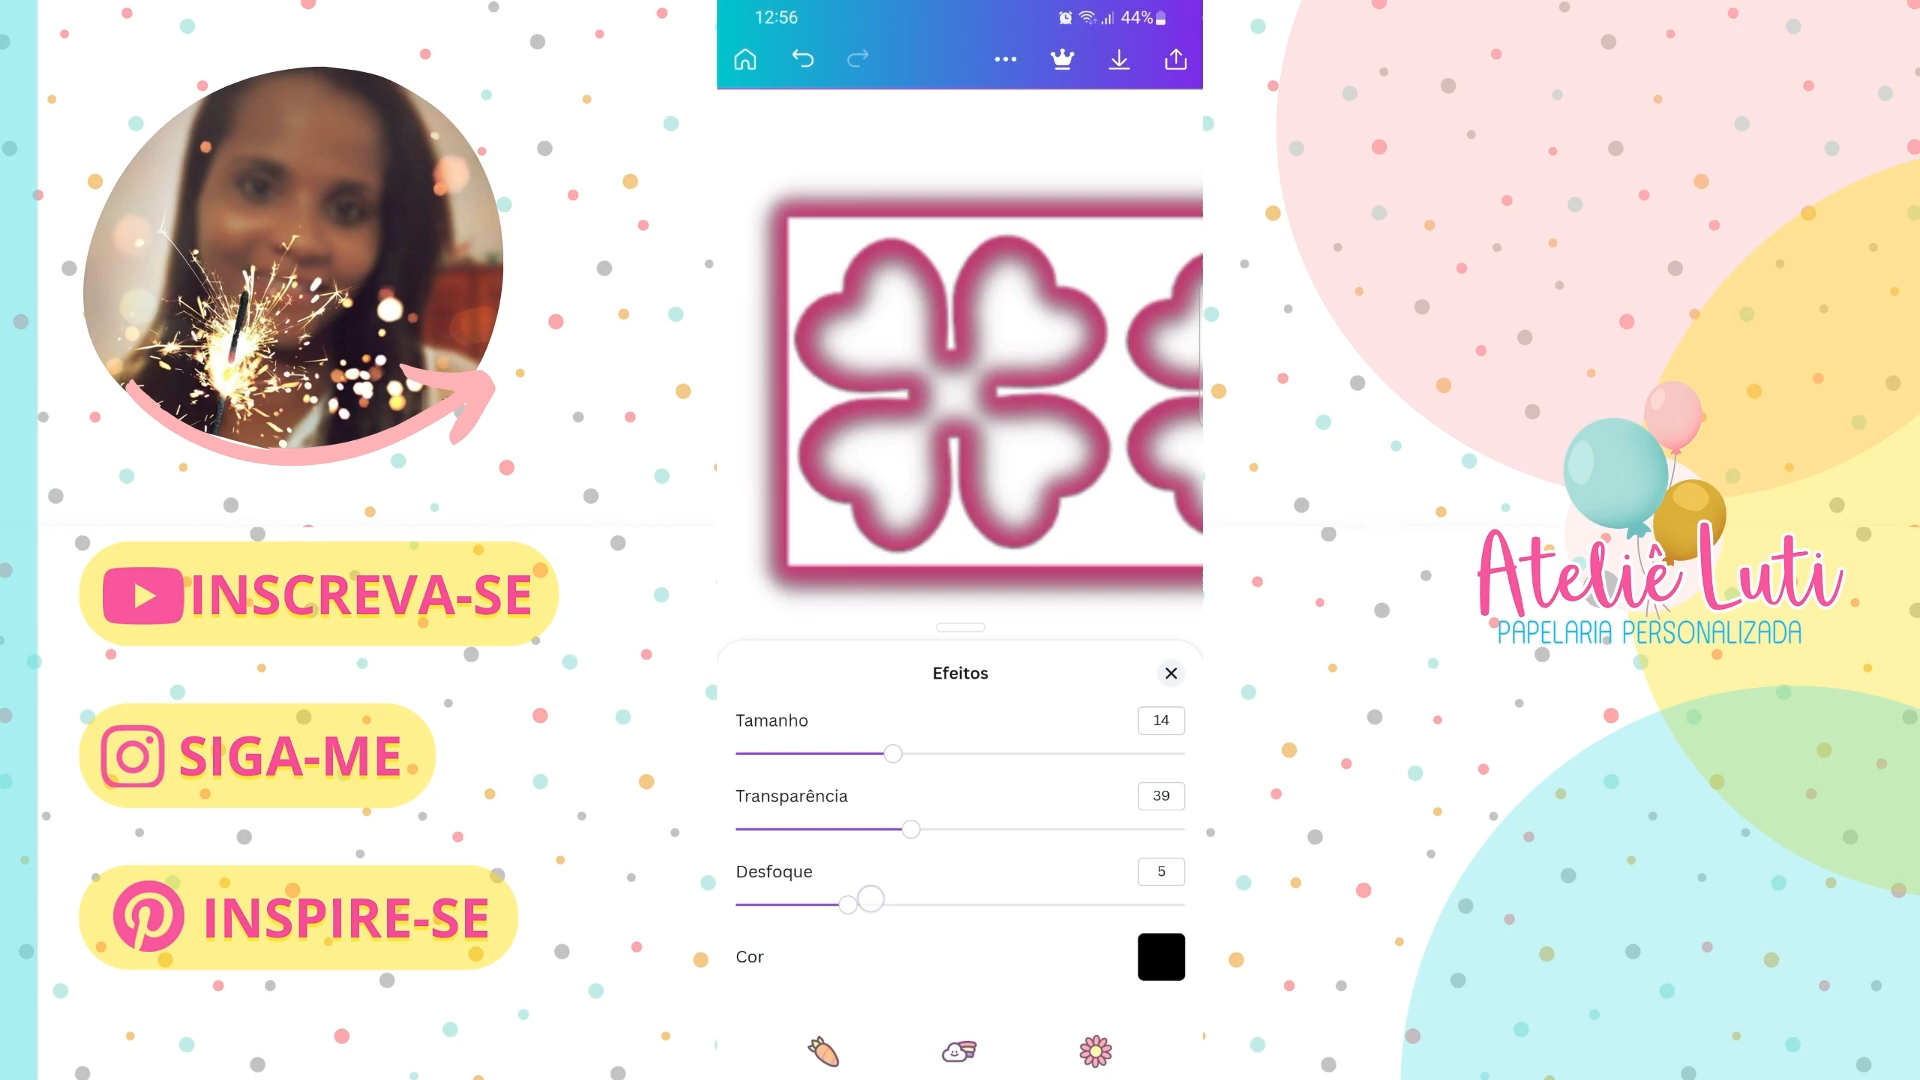 INSCREVA-SE
SIGA-ME
INSPIRE-SE
12:56
44%
Efeitos
Tamanho 14
Transparência 39
Desfoque 5
Cor
Ateliê Luti
PAPELARIA PERSONALIZADA